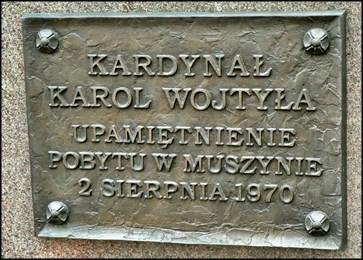 KARDYNAŁ
KAROL WOJTYŁA
UPAMIĘTNIENIE
POBYTU W MUSZYNIE
2 SIERPNIA 1970